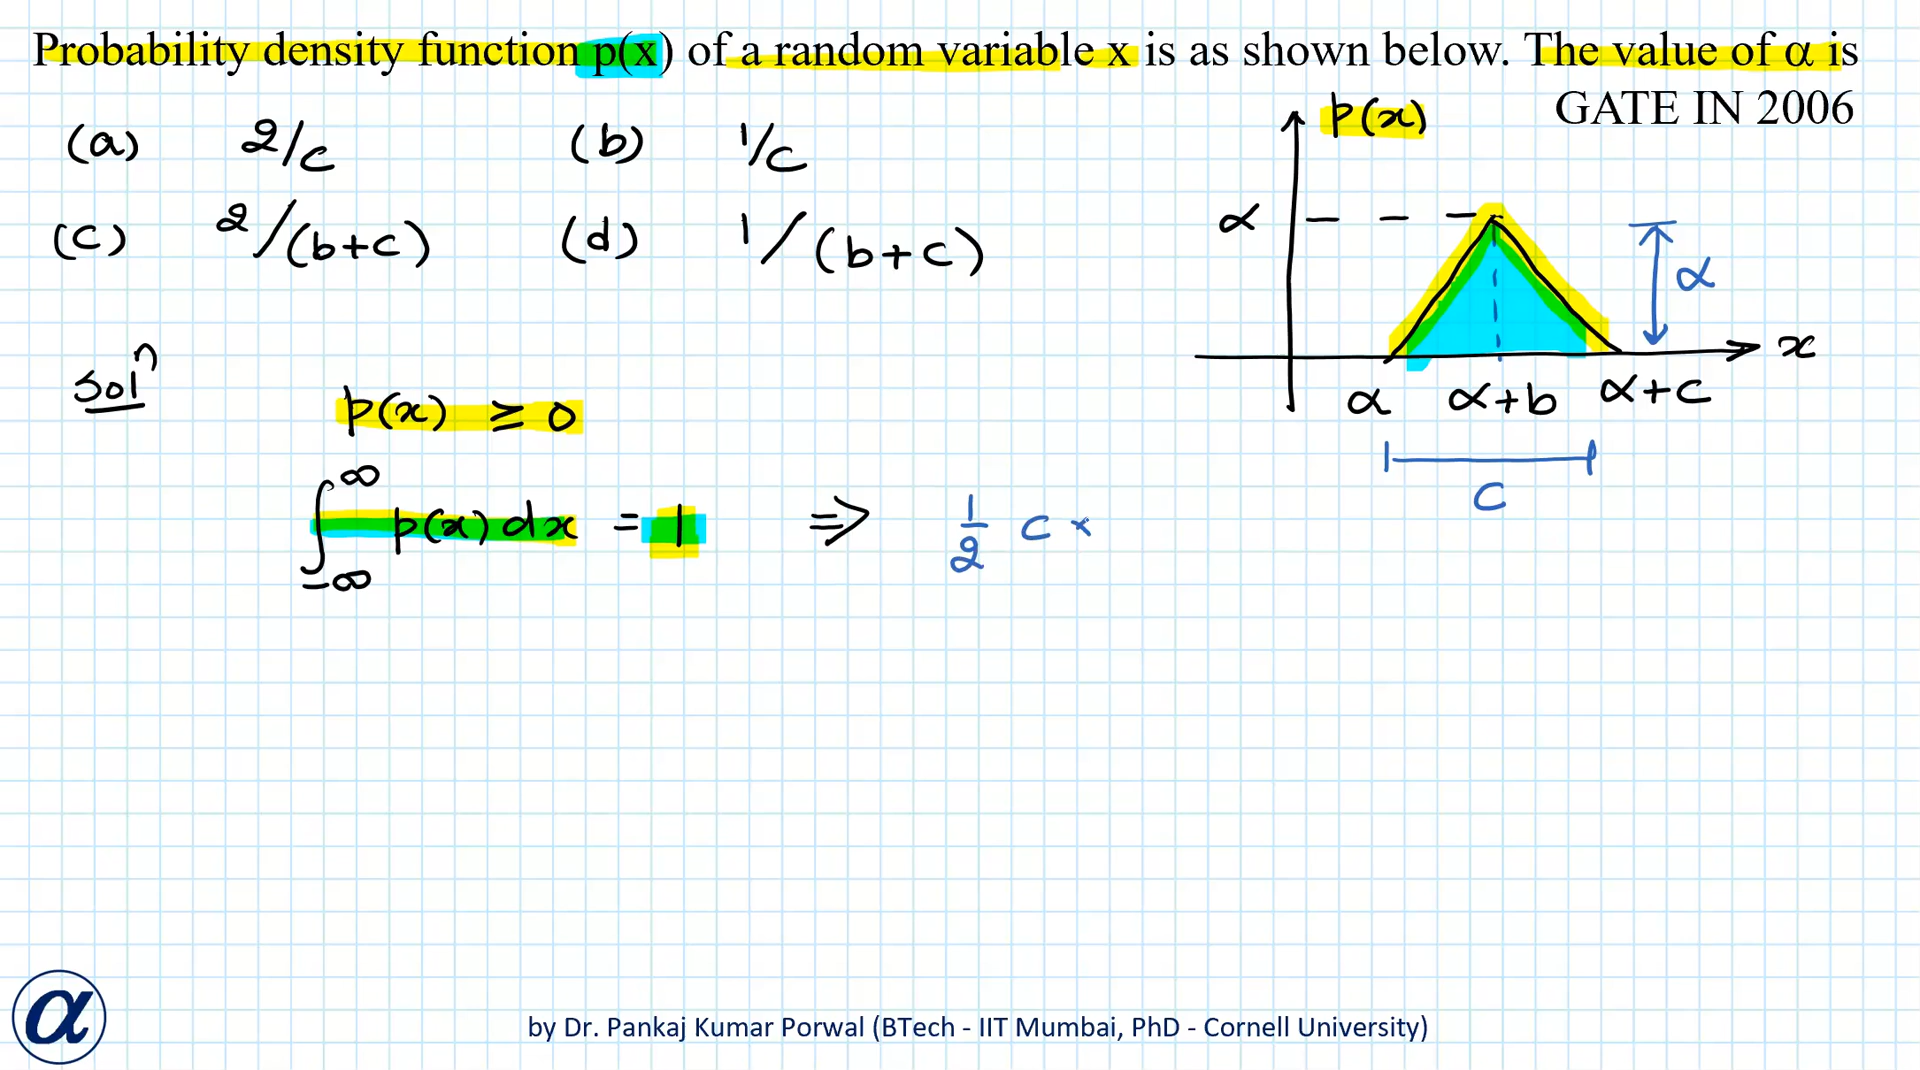 Probability density function p(x) of a random variable x is as shown below. The value of α is
GATE IN 2006
(a) 2/c (b) 1/c
(c) 2/(b+c) (d) 1/(b+c)
p(x)
α
α
x
α α+b α+c
c
Solⁿ
p(x) ≥ 0
∫_{-∞}^{∞} p(x) dx = 1 ⇒ 1/2 c ×
α
by Dr. Pankaj Kumar Porwal (BTech - IIT Mumbai, PhD - Cornell University)